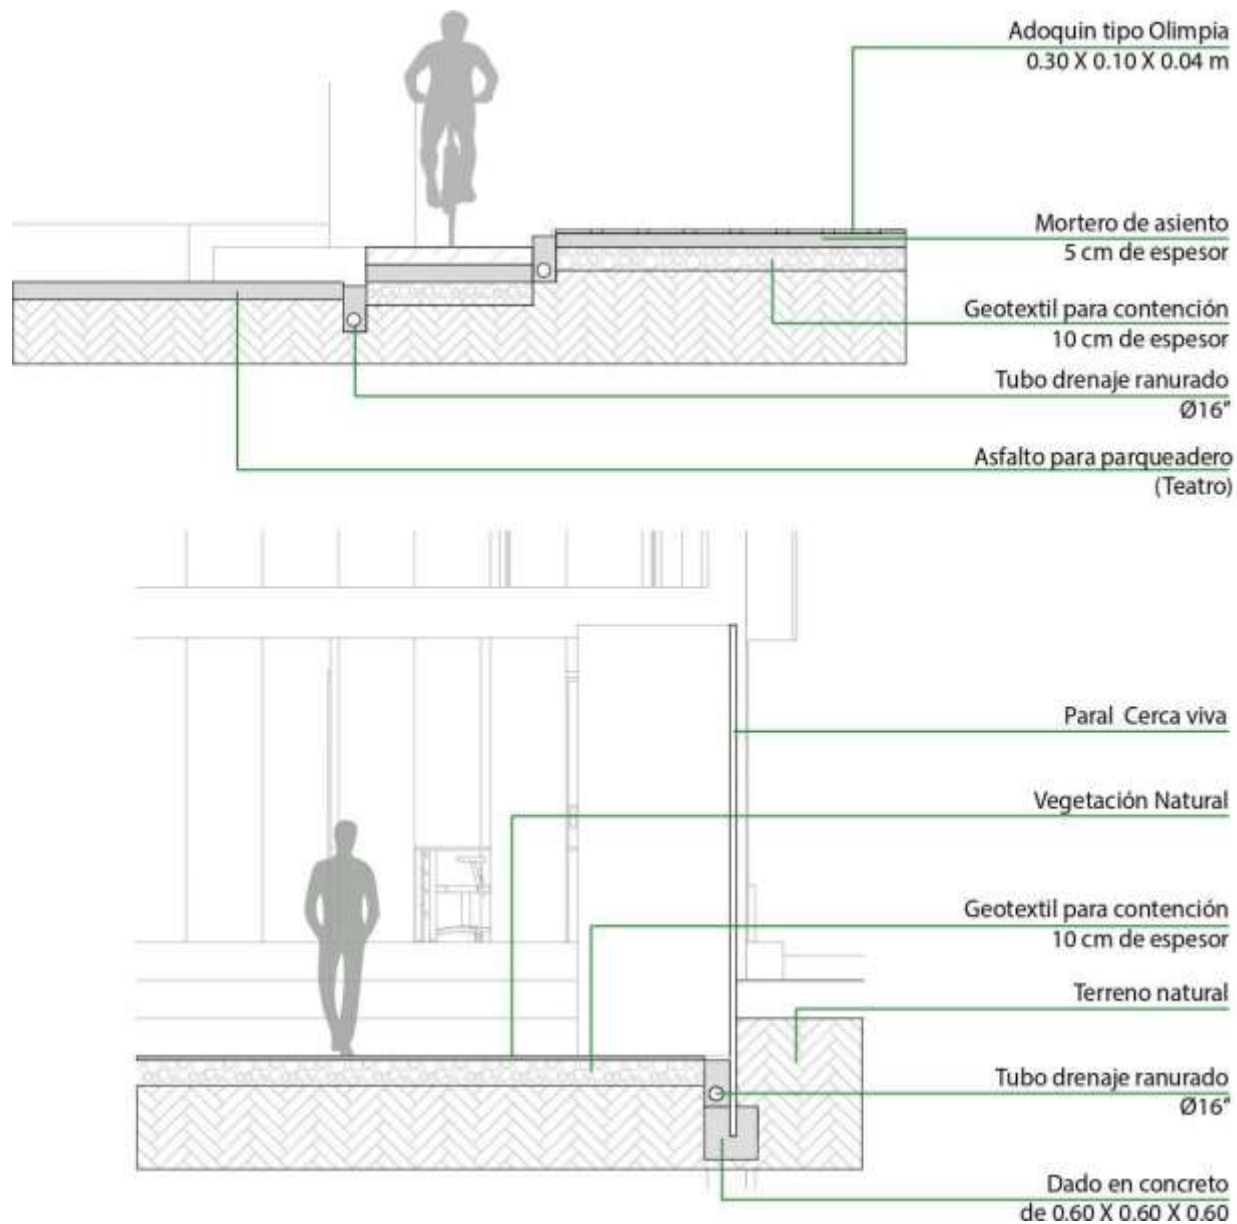 Adoquin tipo Olimpia
0.30 X 0.10 X 0.04 m
Mortero de asiento
5 cm de espesor
Geotextil para contención
10 cm de espesor
Tubo drenaje ranurado
Ø16"
Asfalto para parqueadero
(Teatro)
Paral Cerca viva
Vegetación Natural
Geotextil para contención
10 cm de espesor
Terreno natural
Tubo drenaje ranurado
Ø16"
Dado en concreto
de 0.60 X 0.60 X 0.60